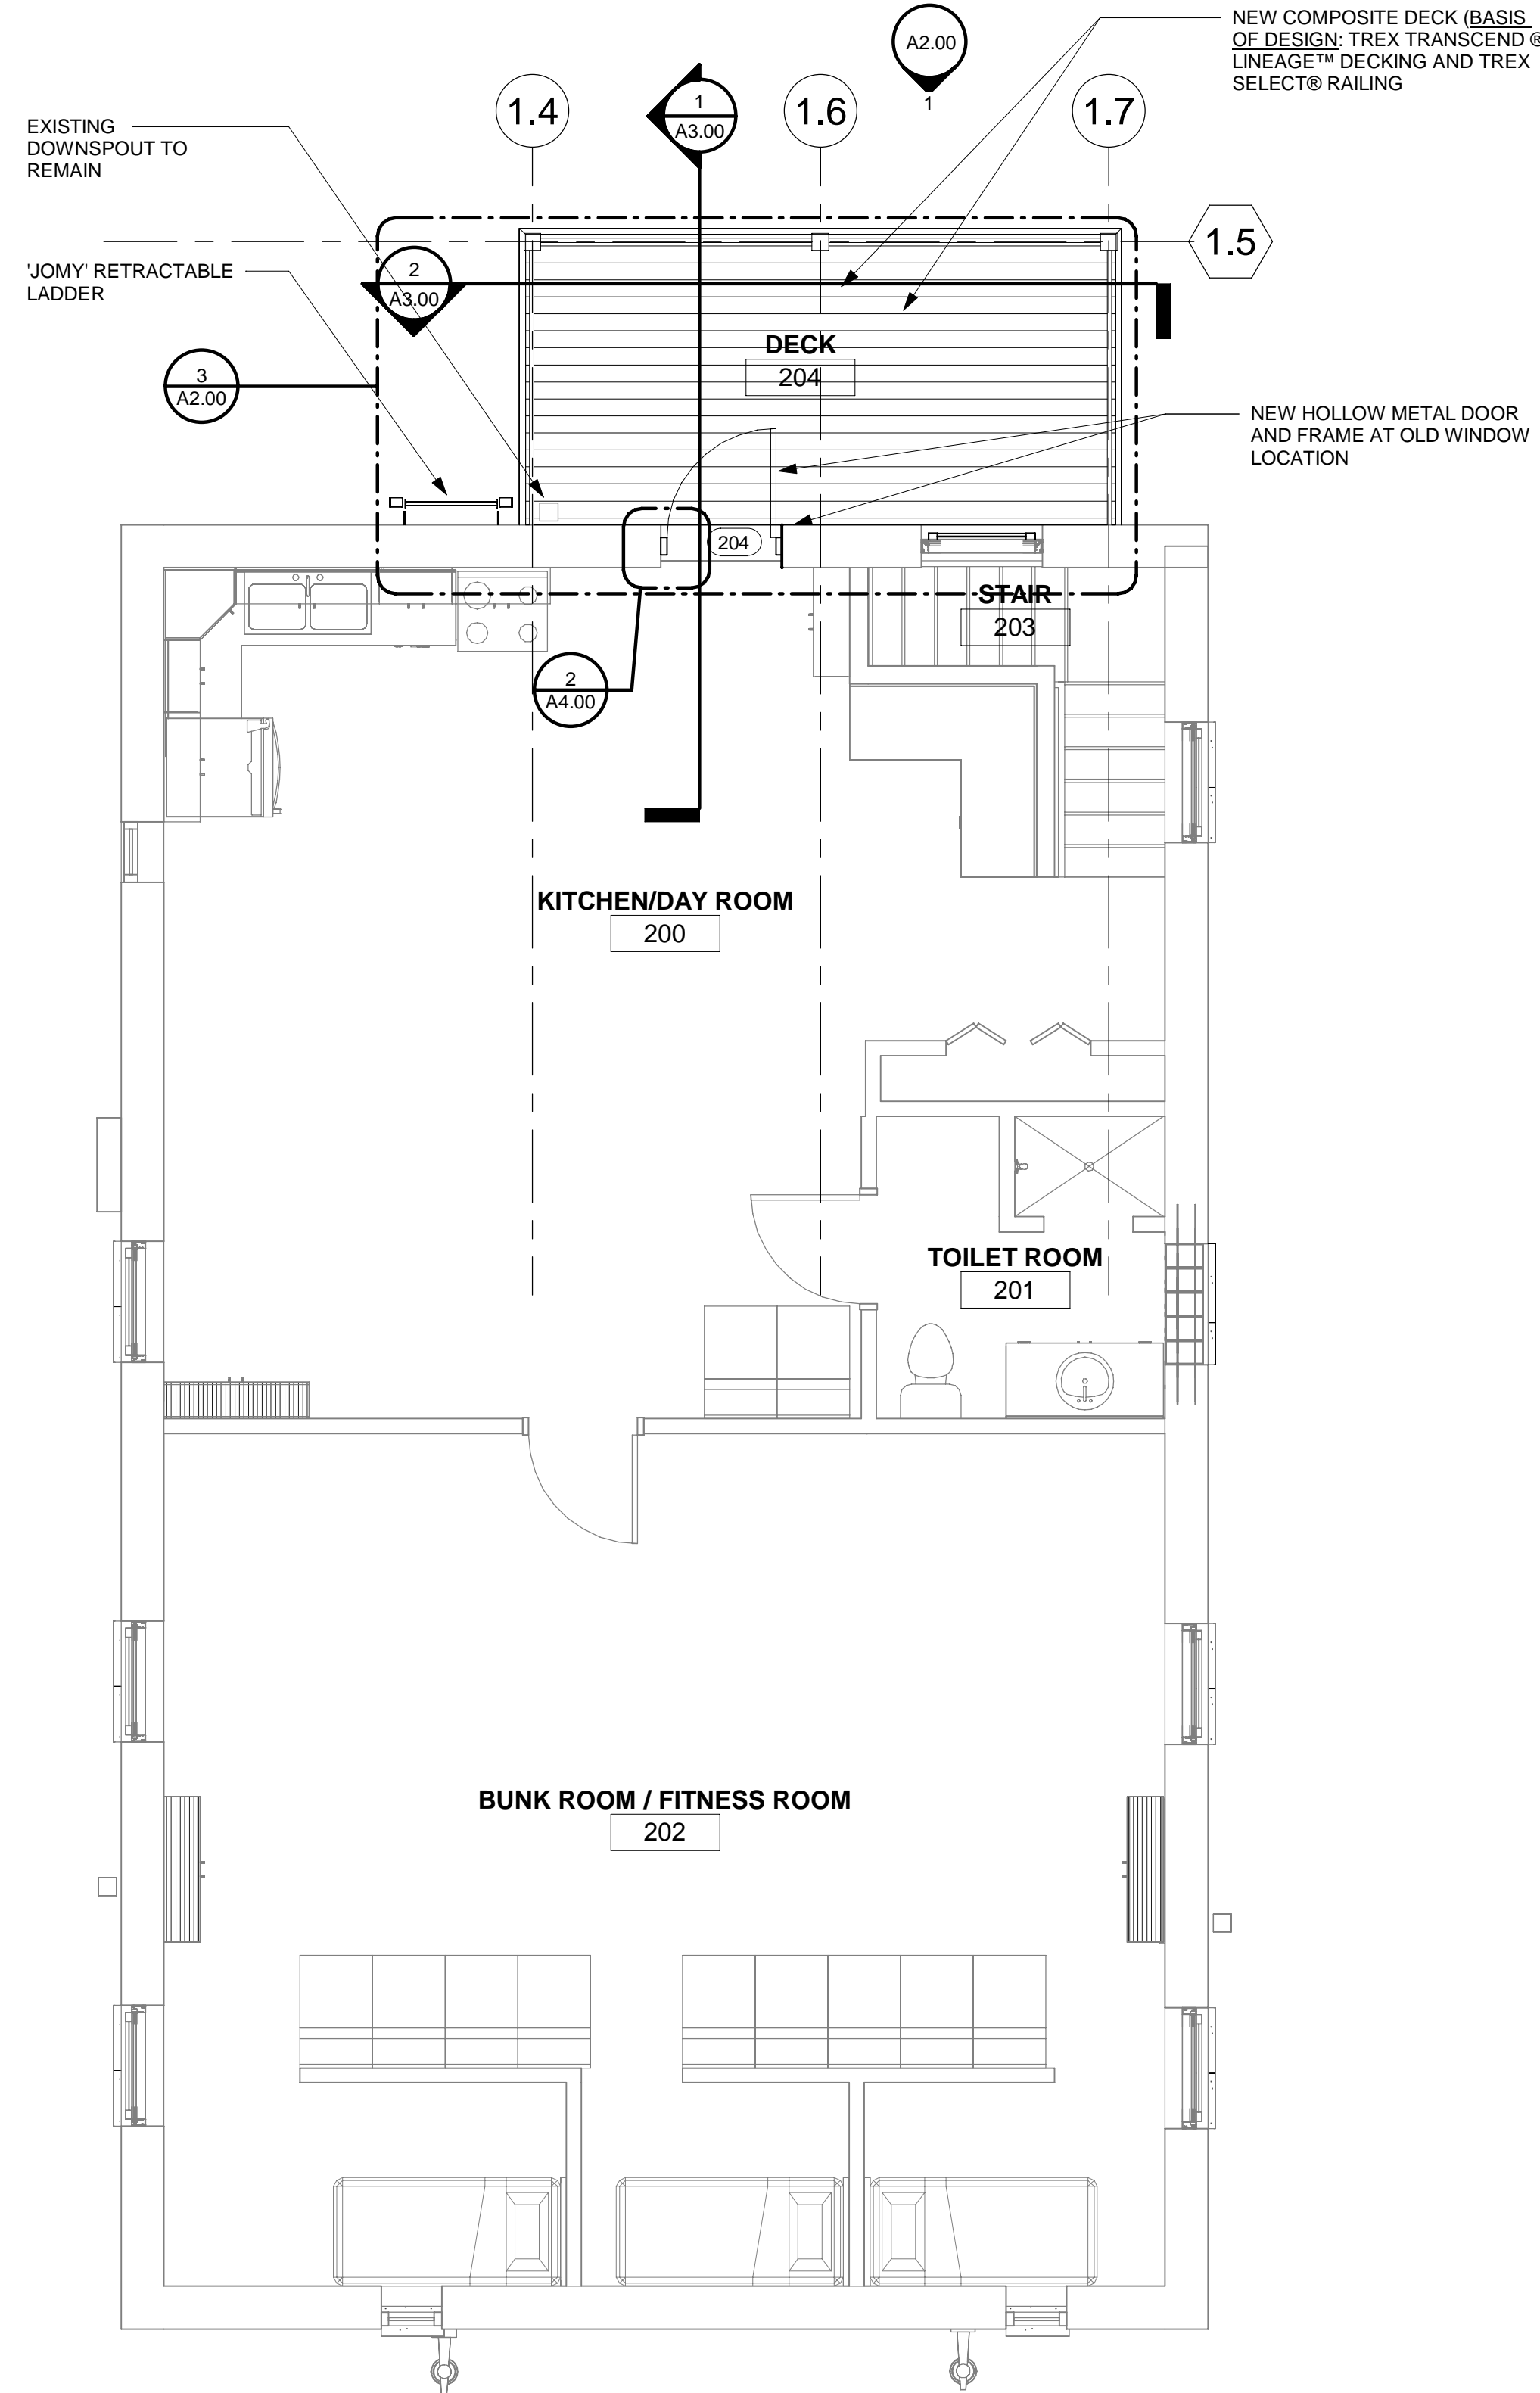 NEW COMPOSITE DECK (BASIS
OF DESIGN: TREX TRANSCEND ®
LINEAGE™ DECKING AND TREX
SELECT® RAILING
A2.00
1
1.4
1
A3.00
1.6
1.7
EXISTING
DOWNSPOUT TO
REMAIN
1.5
'JOMY' RETRACTABLE
LADDER
2
A3.00
DECK
204
3
A2.00
NEW HOLLOW METAL DOOR
AND FRAME AT OLD WINDOW
LOCATION
204
STAIR
203
2
A4.00
KITCHEN/DAY ROOM
200
TOILET ROOM
201
BUNK ROOM / FITNESS ROOM
202